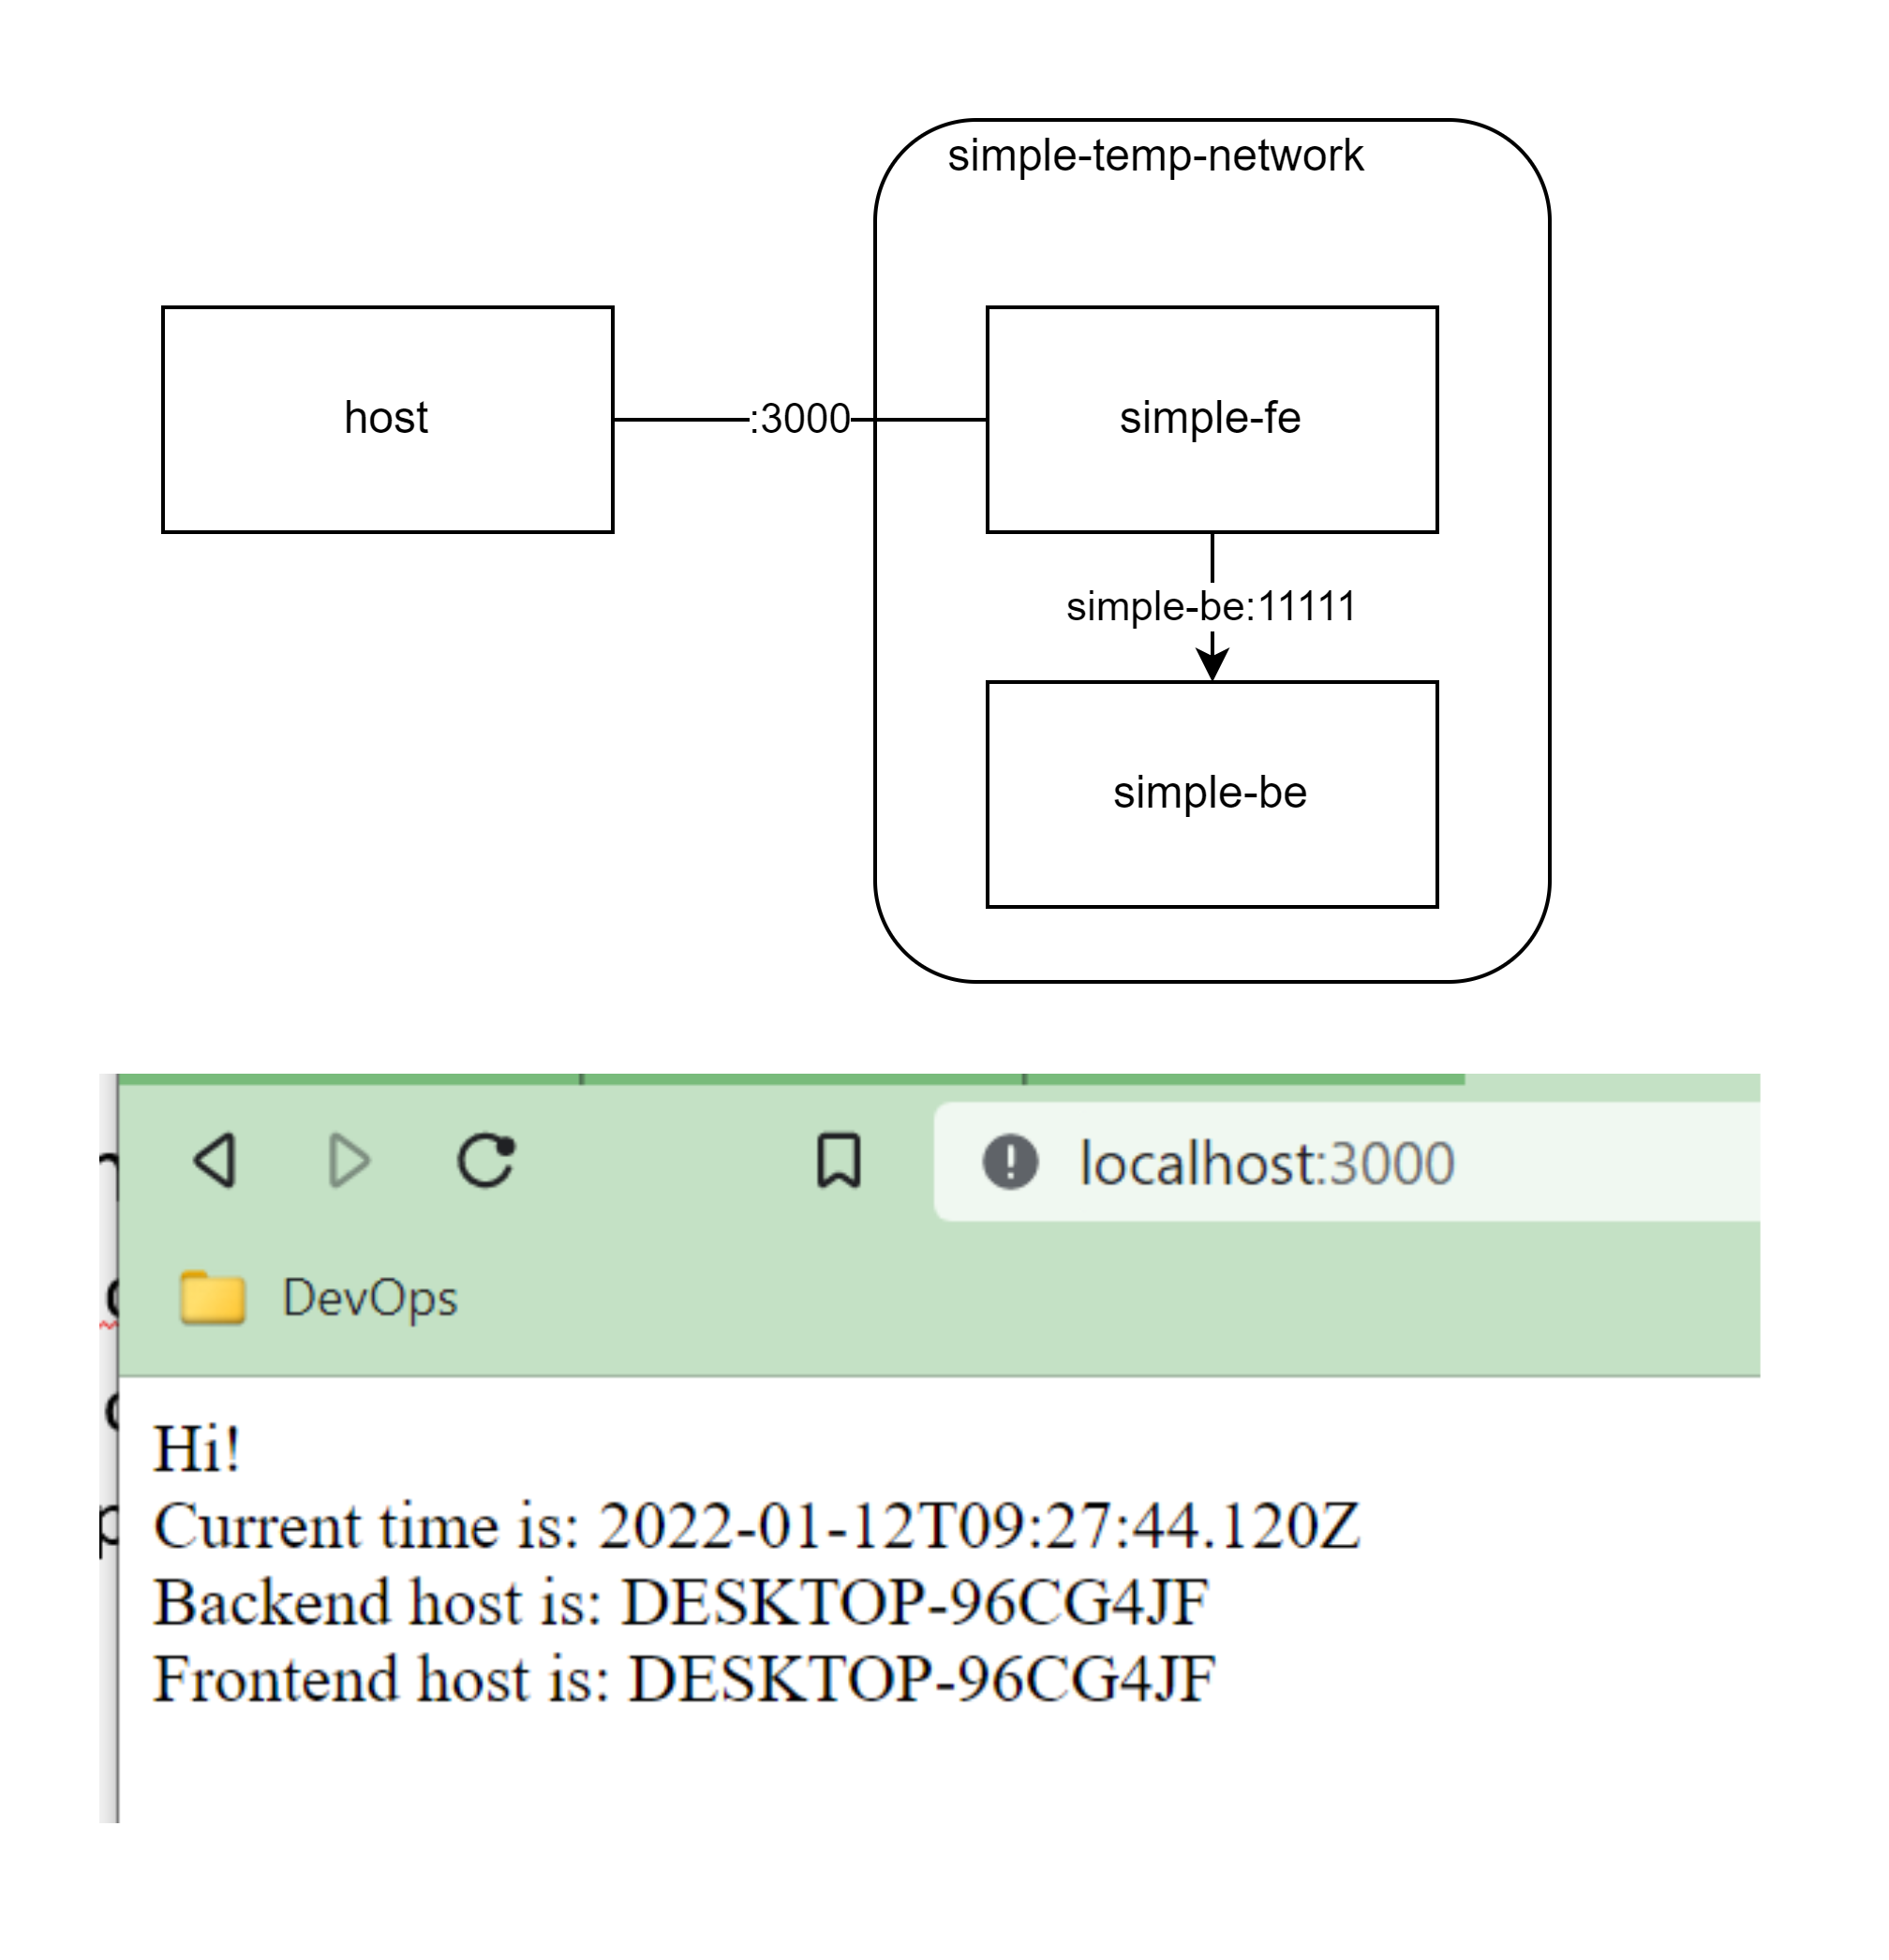 simple-temp-network
host
:3000
simple-fe
simple-be:11111
simple-be
localhost:3000
DevOps
Hi!
Current time is: 2022-01-12T09:27:44.120Z
Backend host is: DESKTOP-96CG4JF
Frontend host is: DESKTOP-96CG4JF